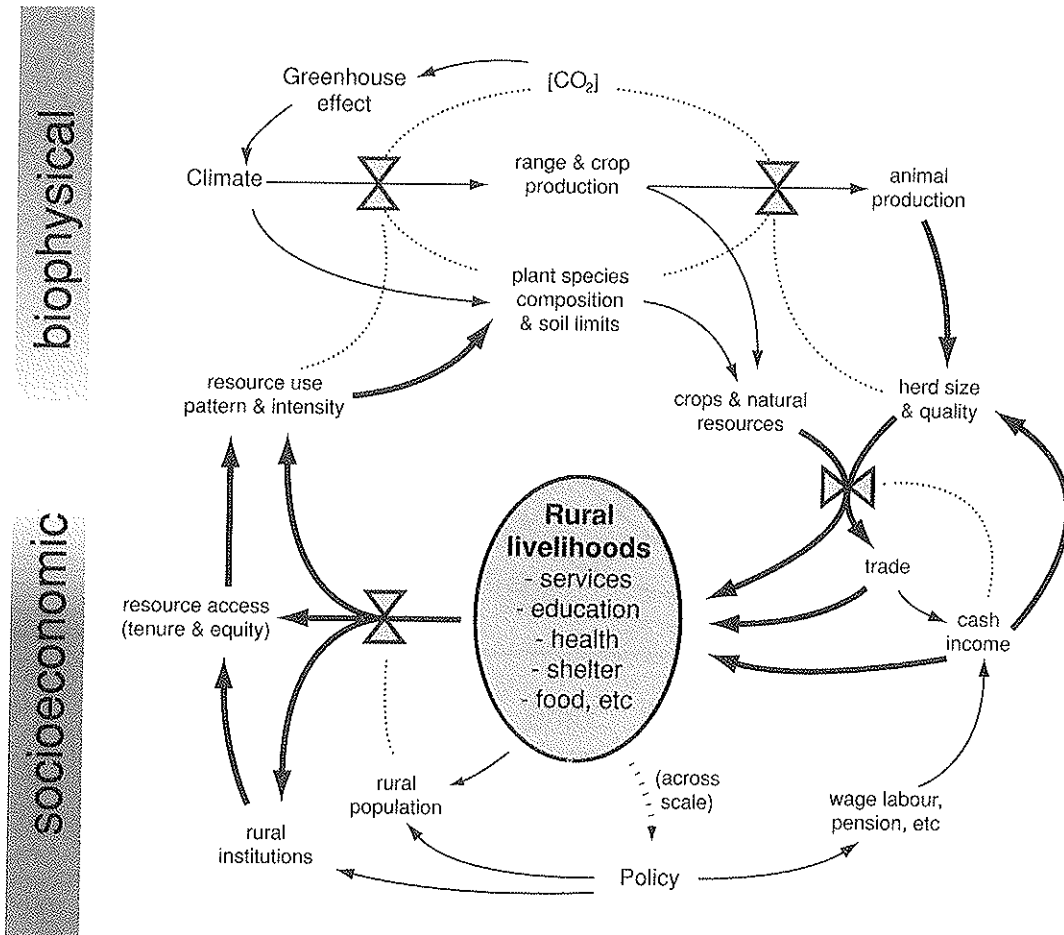 biophysical
socioeconomic
Greenhouse
effect
[CO₂]
Climate
range & crop
production
animal
production
plant species
composition
& soil limits
resource use
pattern & intensity
crops & natural
resources
herd size
& quality
Rural
livelihoods
- services
- education
- health
- shelter
- food, etc
trade
cash
income
resource access
(tenure & equity)
rural
population
(across
scale)
wage labour,
pension, etc
rural
institutions
Policy